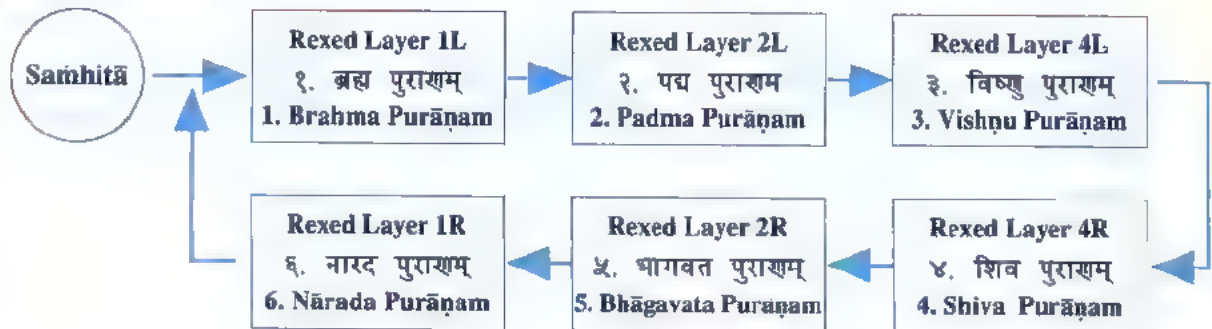 Saṁhitā
Rexed Layer 1L
१. ब्रह्म पुराणम्
1. Brahma Purāṇam
Rexed Layer 2L
२. पद्म पुराणम
2. Padma Purāṇam
Rexed Layer 4L
३. विष्णु पुराणम्
3. Vishṇu Purāṇam
Rexed Layer 4R
४. शिव पुराणम्
4. Shiva Purāṇam
Rexed Layer 2R
५. भागवत पुराणम्
5. Bhāgavata Puranam
Rexed Layer 1R
६. नारद पुराणम्
6. Nārada Purāṇam